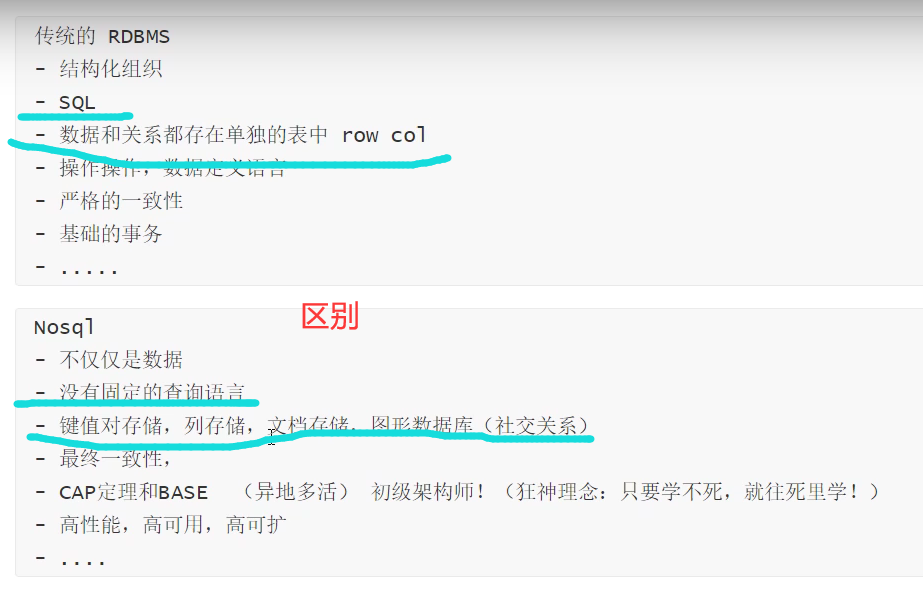 传统的 RDBMS
- 结构化组织
- SQL
- 数据和关系都存在单独的表中 row col
- 操作操作，数据定义语言
- 严格的一致性
- 基础的事务
- .....
区别
Nosql
- 不仅仅是数据
- 没有固定的查询语言
- 键值对存储，列存储，文档存储，图形数据库（社交关系）
- 最终一致性，
- CAP定理和BASE （异地多活） 初级架构师！（狂神理念：只要学不死，就往死里学！）
- 高性能，高可用，高可扩
- ....